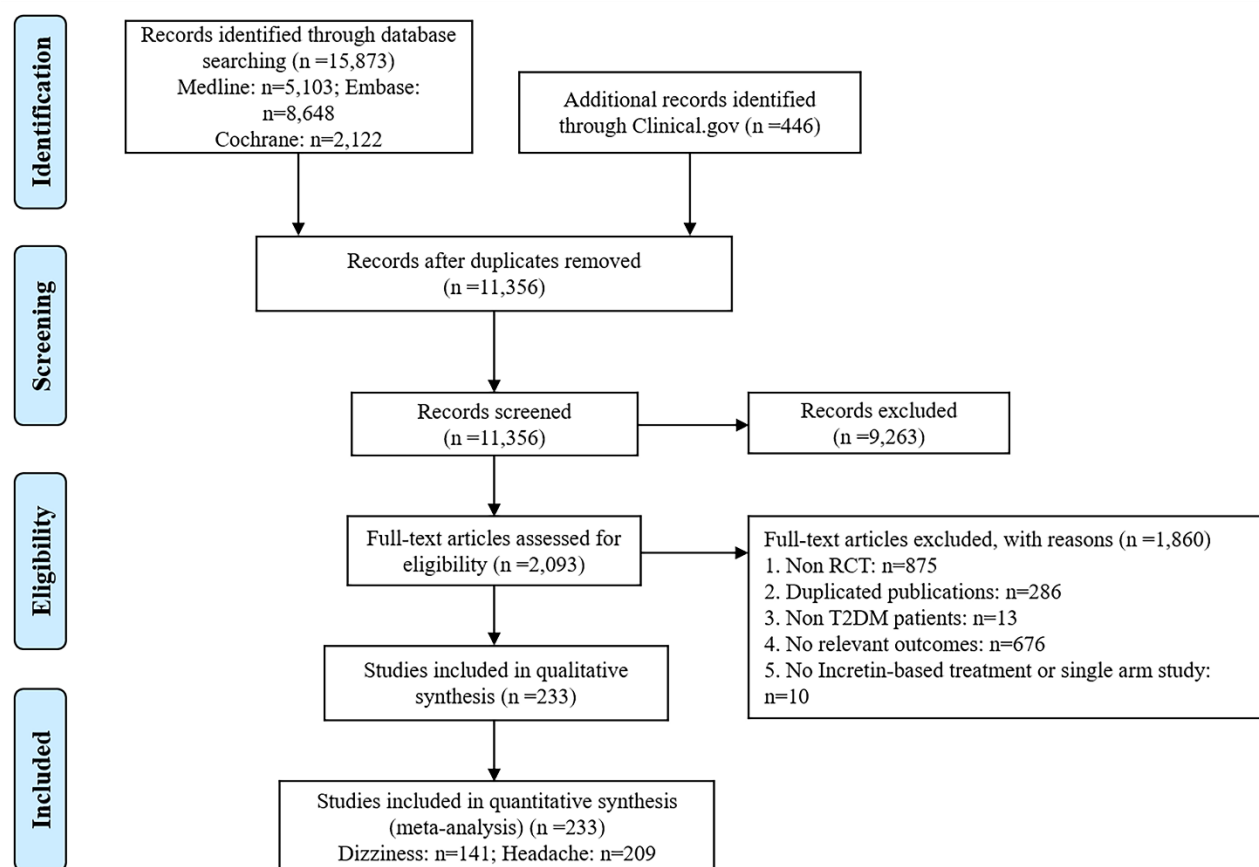 Identification
Records identified through database
searching (n =15,873)
Medline: n=5,103; Embase:
n=8,648
Cochrane: n=2,122
Additional records identified
through Clinical.gov (n =446)
Screening
Records after duplicates removed
(n =11,356)
Records screened
(n =11,356)
Records excluded
(n =9,263)
Eligibility
Full-text articles assessed for
eligibility (n =2,093)
Full-text articles excluded, with reasons (n =1,860)
1. Non RCT: n=875
2. Duplicated publications: n=286
3. Non T2DM patients: n=13
4. No relevant outcomes: n=676
5. No Incretin-based treatment or single arm study:
n=10
Studies included in qualitative
synthesis (n =233)
Included
Studies included in quantitative synthesis
(meta-analysis) (n =233)
Dizziness: n=141; Headache: n=209